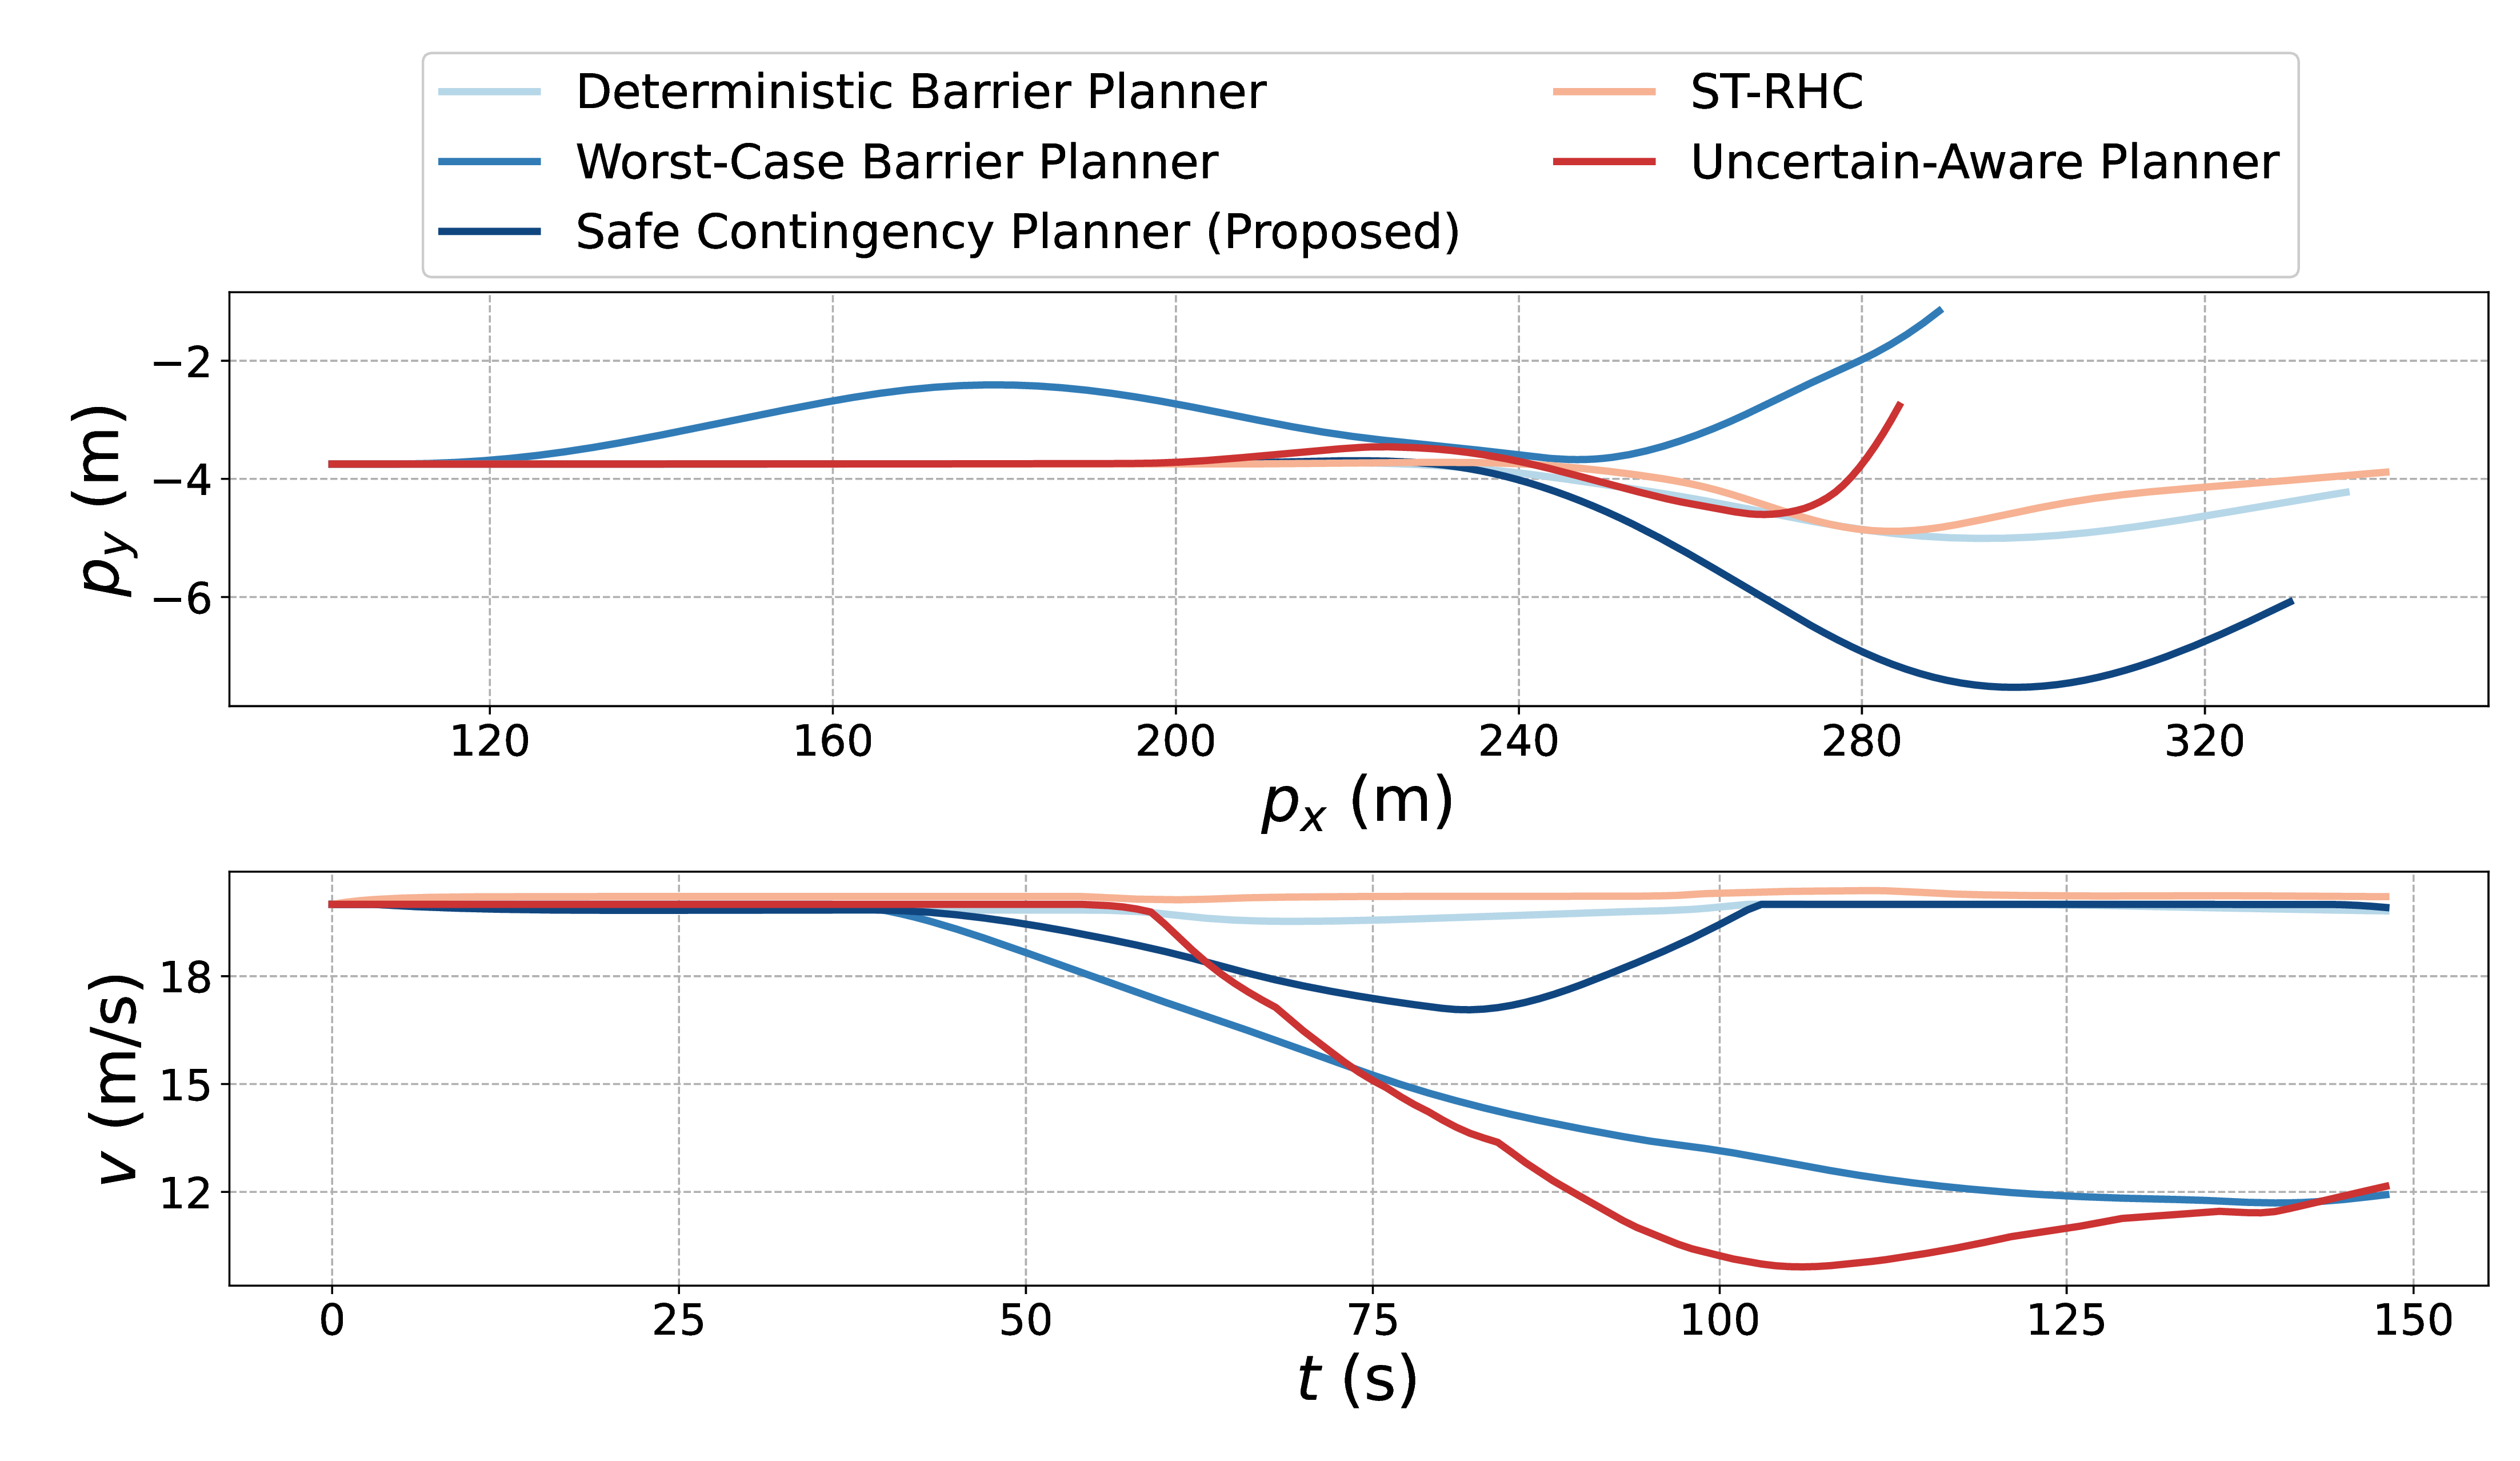 Deterministic Barrier Planner
Worst-Case Barrier Planner
Safe Contingency Planner (Proposed)
ST-RHC
Uncertain-Aware Planner
−2
−4
−6
p_y (m)
120 160 200 240 280 320
p_x (m)
18
15
12
v (m/s)
0 25 50 75 100 125 150
t (s)